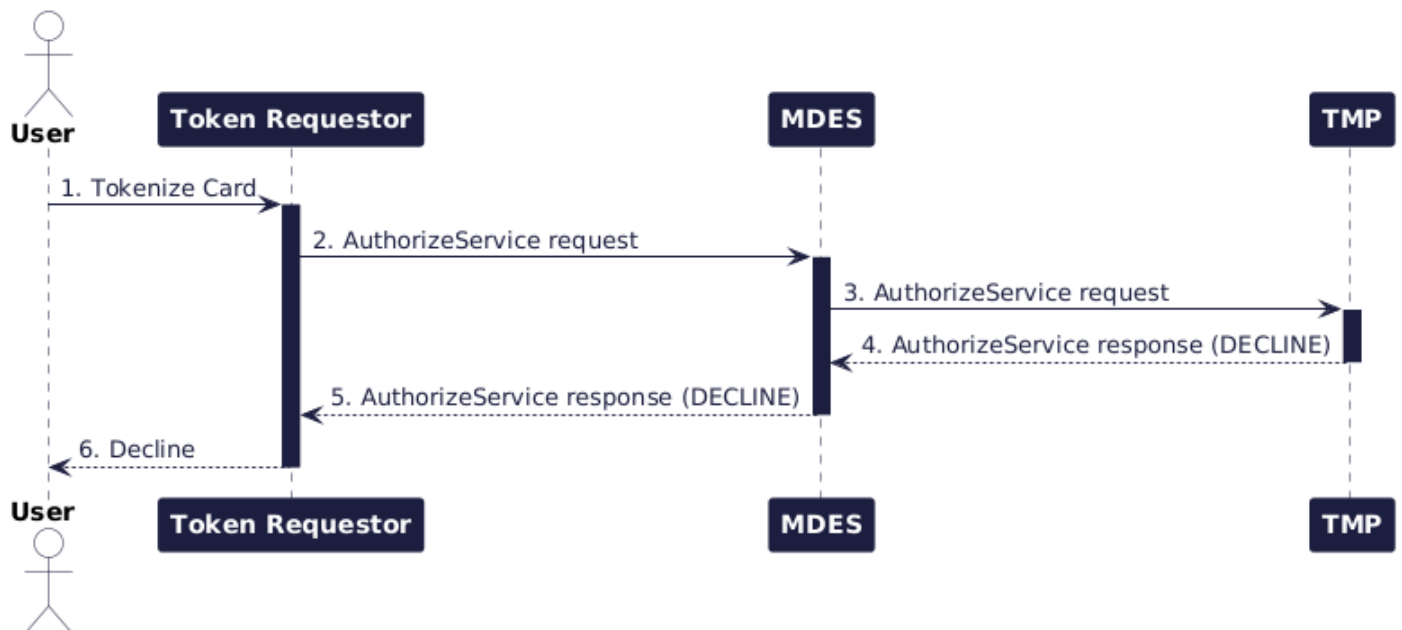 User
Token Requestor
MDES
TMP
1. Tokenize Card
2. AuthorizeService request
3. AuthorizeService request
4. AuthorizeService response (DECLINE)
5. AuthorizeService response (DECLINE)
6. Decline
User
Token Requestor
MDES
TMP